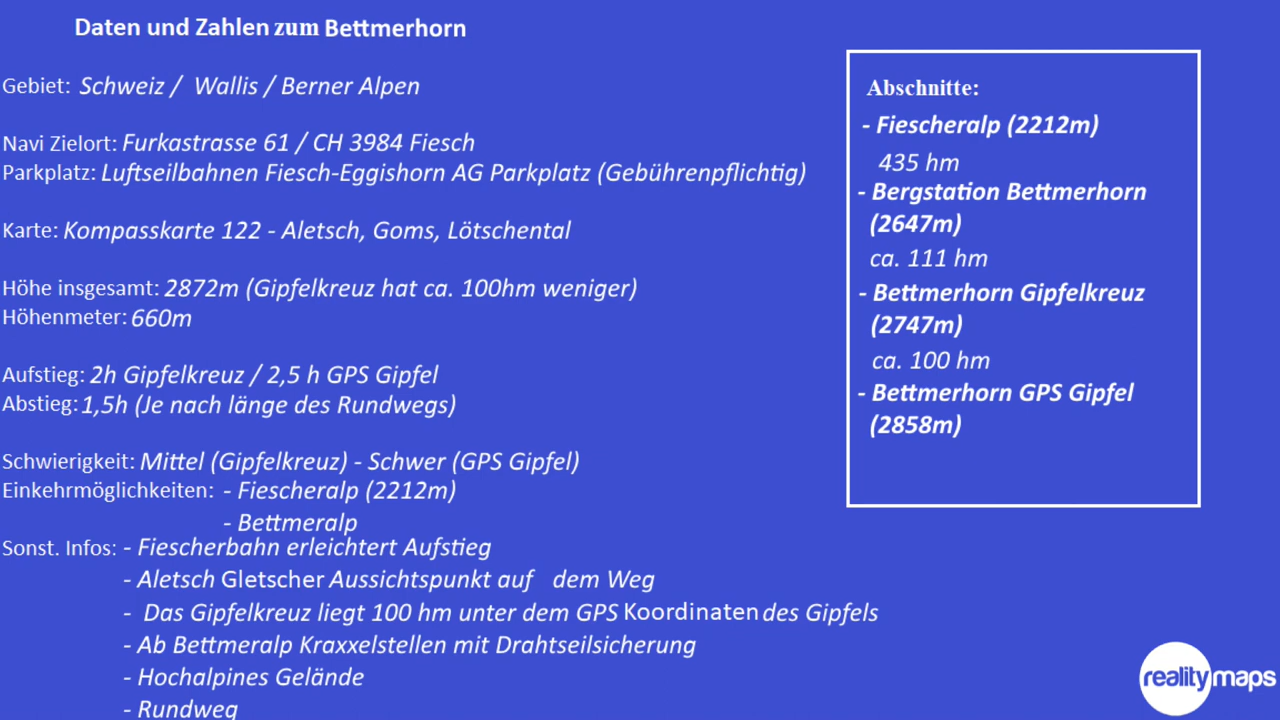 Daten und Zahlen zum Bettmerhorn
Gebiet: Schweiz / Wallis / Berner Alpen
Navi Zielort: Furkastrasse 61 / CH 3984 Fiesch
Parkplatz: Luftseilbahnen Fiesch-Eggishorn AG Parkplatz (Gebührenpflichtig)
Karte: Kompasskarte 122 - Aletsch, Goms, Lötschental
Höhe insgesamt: 2872m (Gipfelkreuz hat ca. 100hm weniger)
Höhenmeter: 660m
Aufstieg: 2h Gipfelkreuz / 2,5 h GPS Gipfel
Abstieg: 1,5h (Je nach länge des Rundwegs)
Schwierigkeit: Mittel (Gipfelkreuz) - Schwer (GPS Gipfel)
Einkehrmöglichkeiten: - Fiescheralp (2212m)
- Bettmeralp
Sonst. Infos: - Fiescherbahn erleichtert Aufstieg
- Aletsch Gletscher Aussichtspunkt auf dem Weg
- Das Gipfelkreuz liegt 100 hm unter dem GPS Koordinaten des Gipfels
- Ab Bettmeralp Kraxxelstellen mit Drahtseilsicherung
- Hochalpines Gelände
- Rundweg
Abschnitte:
- Fiescheralp (2212m)
435 hm
- Bergstation Bettmerhorn
(2647m)
ca. 111 hm
- Bettmerhorn Gipfelkreuz
(2747m)
ca. 100 hm
- Bettmerhorn GPS Gipfel
(2858m)
realitymaps